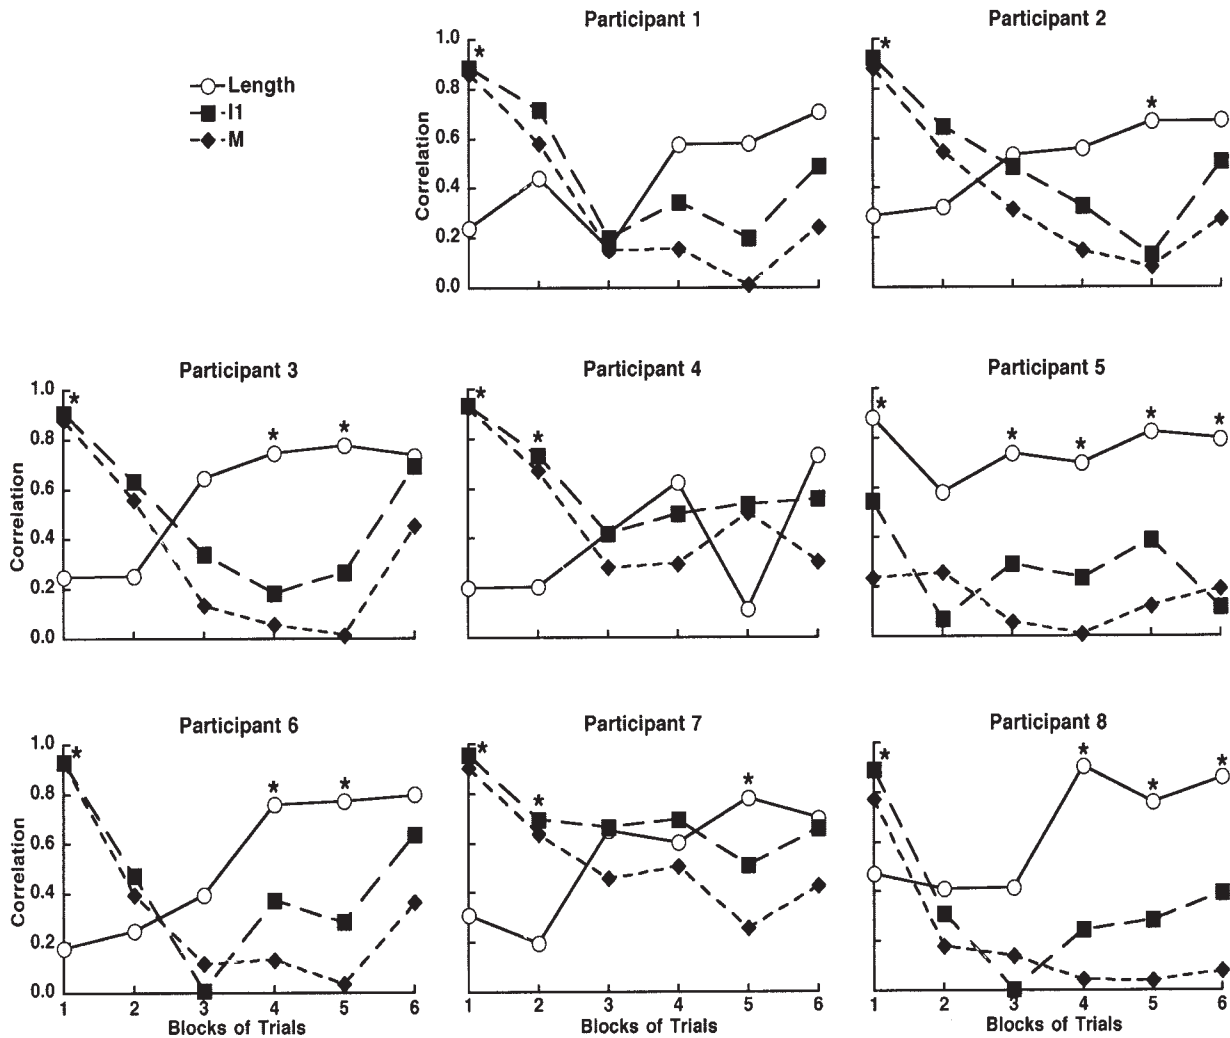 Participant 1
Participant 2
Length
I1
M
*
*
*
Correlation
1.0
0.8
0.6
0.4
0.2
0.0
Participant 3
Participant 4
Participant 5
*
*
*
*
*
*
*
*
*
*
Correlation
1.0
0.8
0.6
0.4
0.2
0.0
Participant 6
Participant 7
Participant 8
*
*
*
*
*
*
*
*
*
*
Correlation
1.0
0.8
0.6
0.4
0.2
0.0
1 2 3 4 5 6
1 2 3 4 5 6
1 2 3 4 5 6
Blocks of Trials
Blocks of Trials
Blocks of Trials